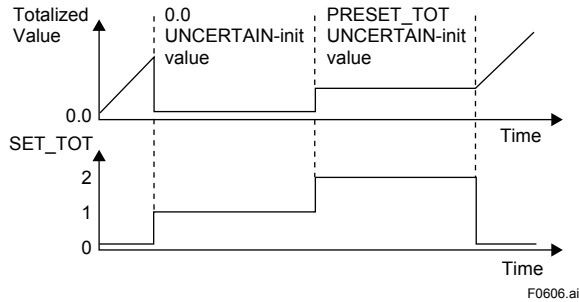 Totalized
Value
0.0
UNCERTAIN-init
value
PRESET_TOT
UNCERTAIN-init
value
0.0
Time
SET_TOT
2
1
0
Time
F0606.ai